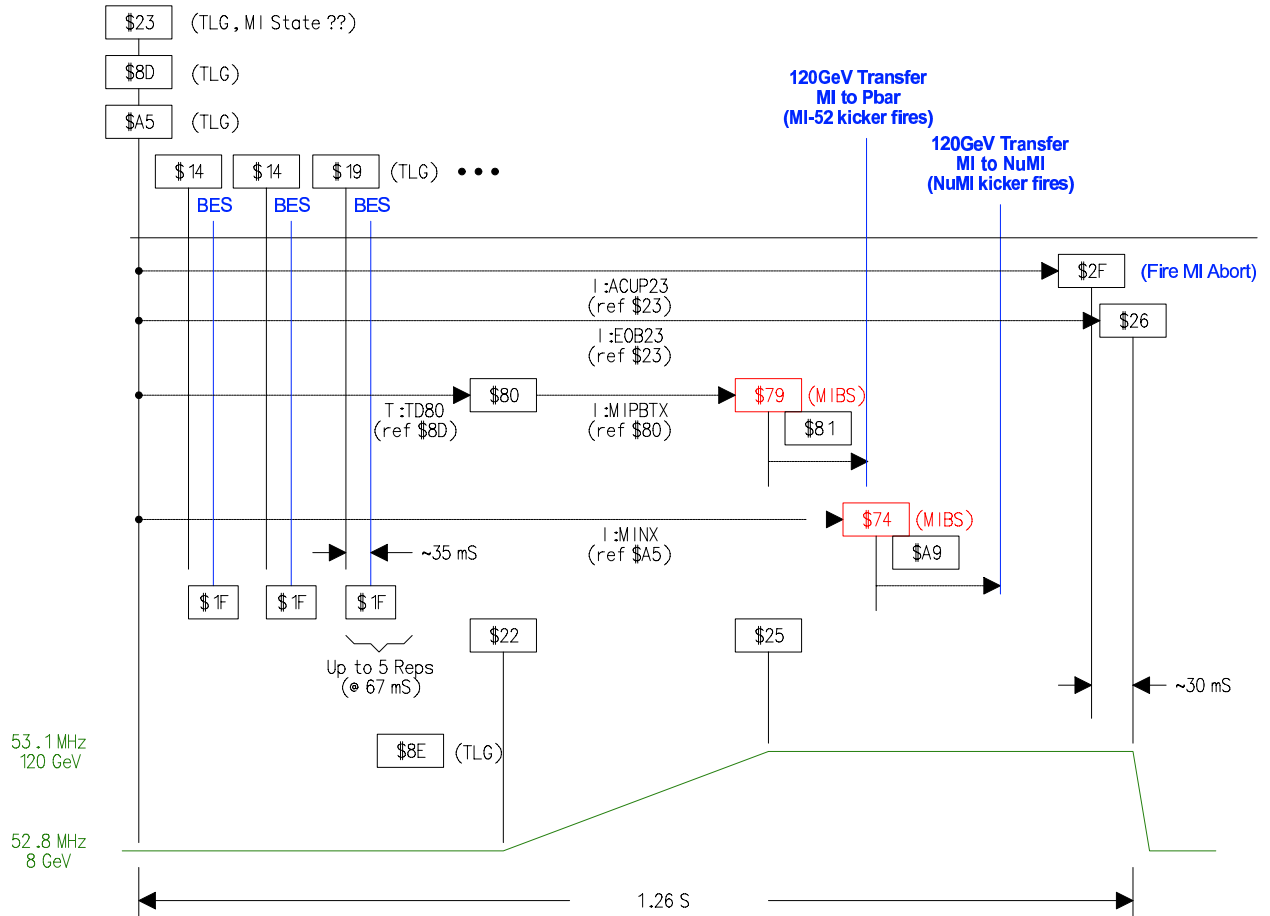 $23 (TLG, MI State ??)
$8D (TLG)
$A5 (TLG)
120GeV Transfer
MI to Pbar
(MI-52 kicker fires)
120GeV Transfer
MI to NuMI
(NuMI kicker fires)
$14 $14 $19 (TLG) •••
BES BES BES
$2F (Fire MI Abort)
I:ACUP23
(ref $23)
$26
I:EOB23
(ref $23)
$80 $79 (MIBS)
T:TD80
(ref $8D)
I:MIPBTX
(ref $80)
$81
$74 (MIBS)
I:MINX
(ref $A5)
$A9
~35 mS
$1F $1F $1F
$22 $25
Up to 5 Reps
(@ 67 mS)
~30 mS
$8E (TLG)
53.1 MHz
120 GeV
52.8 MHz
8 GeV
1.26 S